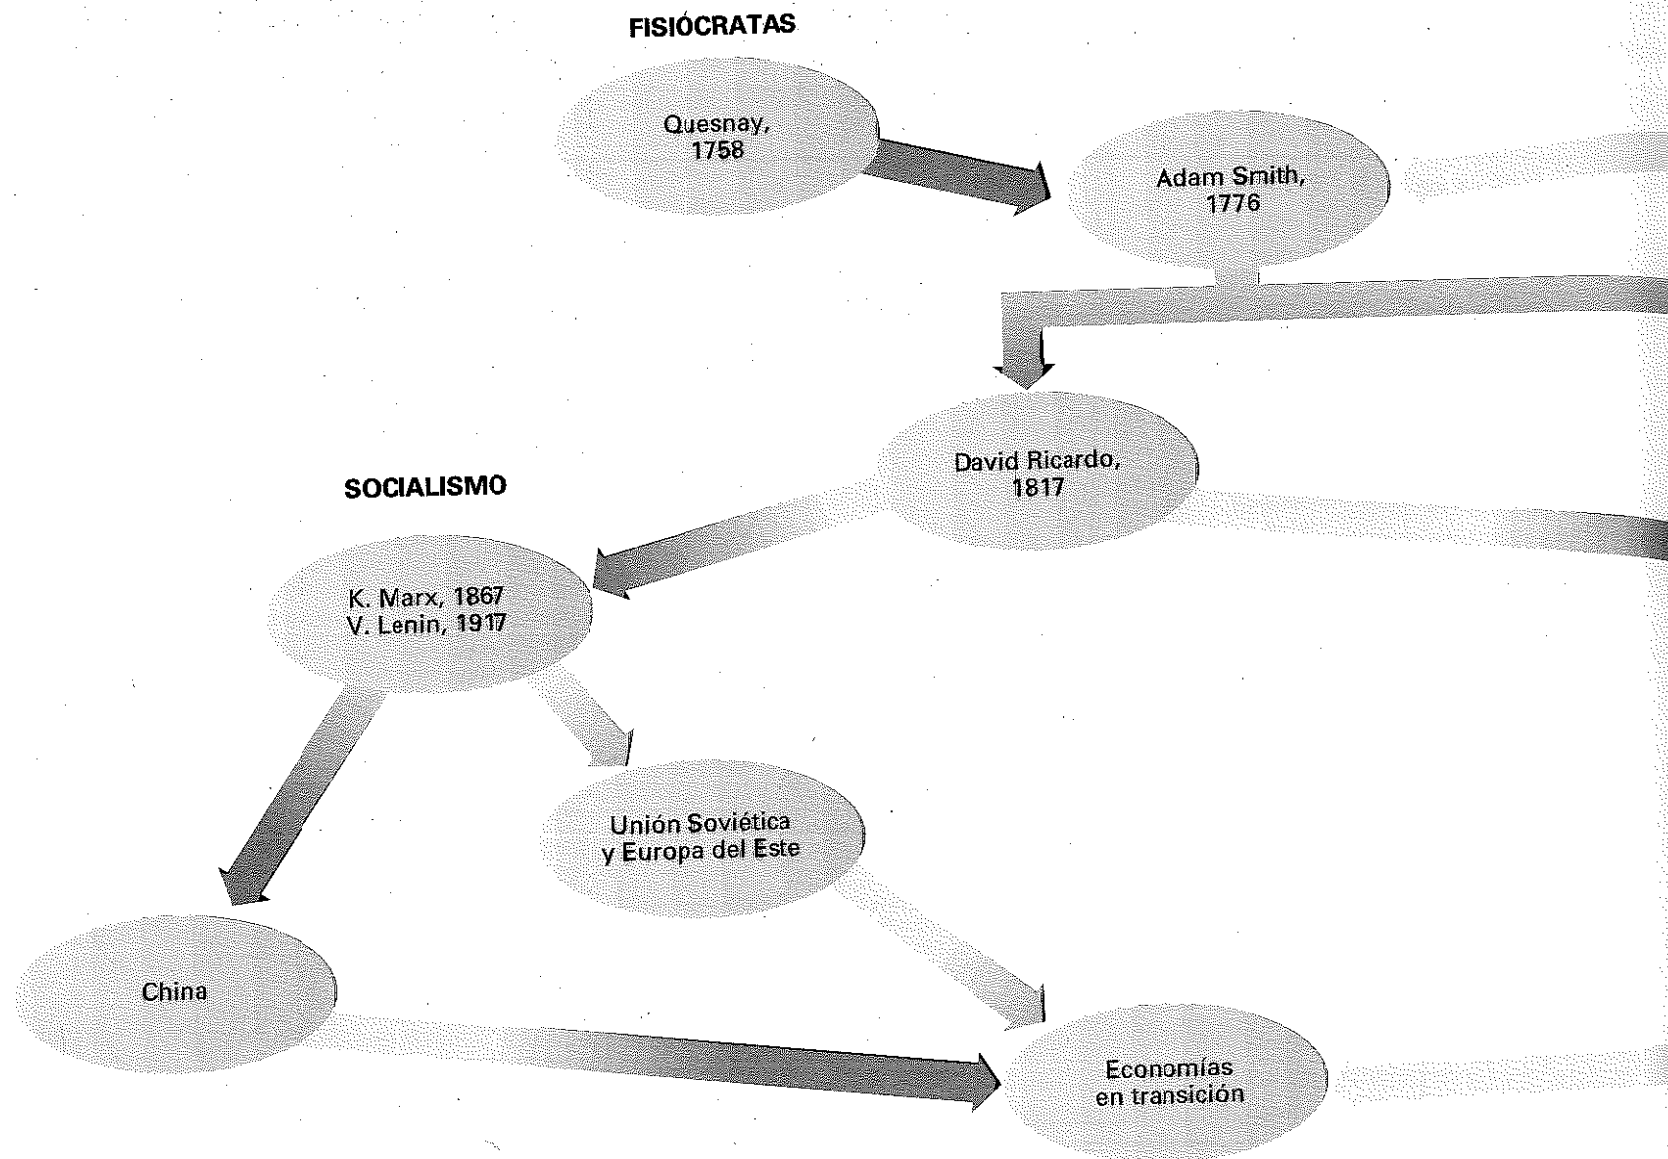 FISIÓCRATAS
Quesnay,
1758
Adam Smith,
1776
David Ricardo,
1817
SOCIALISMO
K. Marx, 1867
V. Lenin, 1917
Unión Soviética
y Europa del Este
China
Economías
en transición